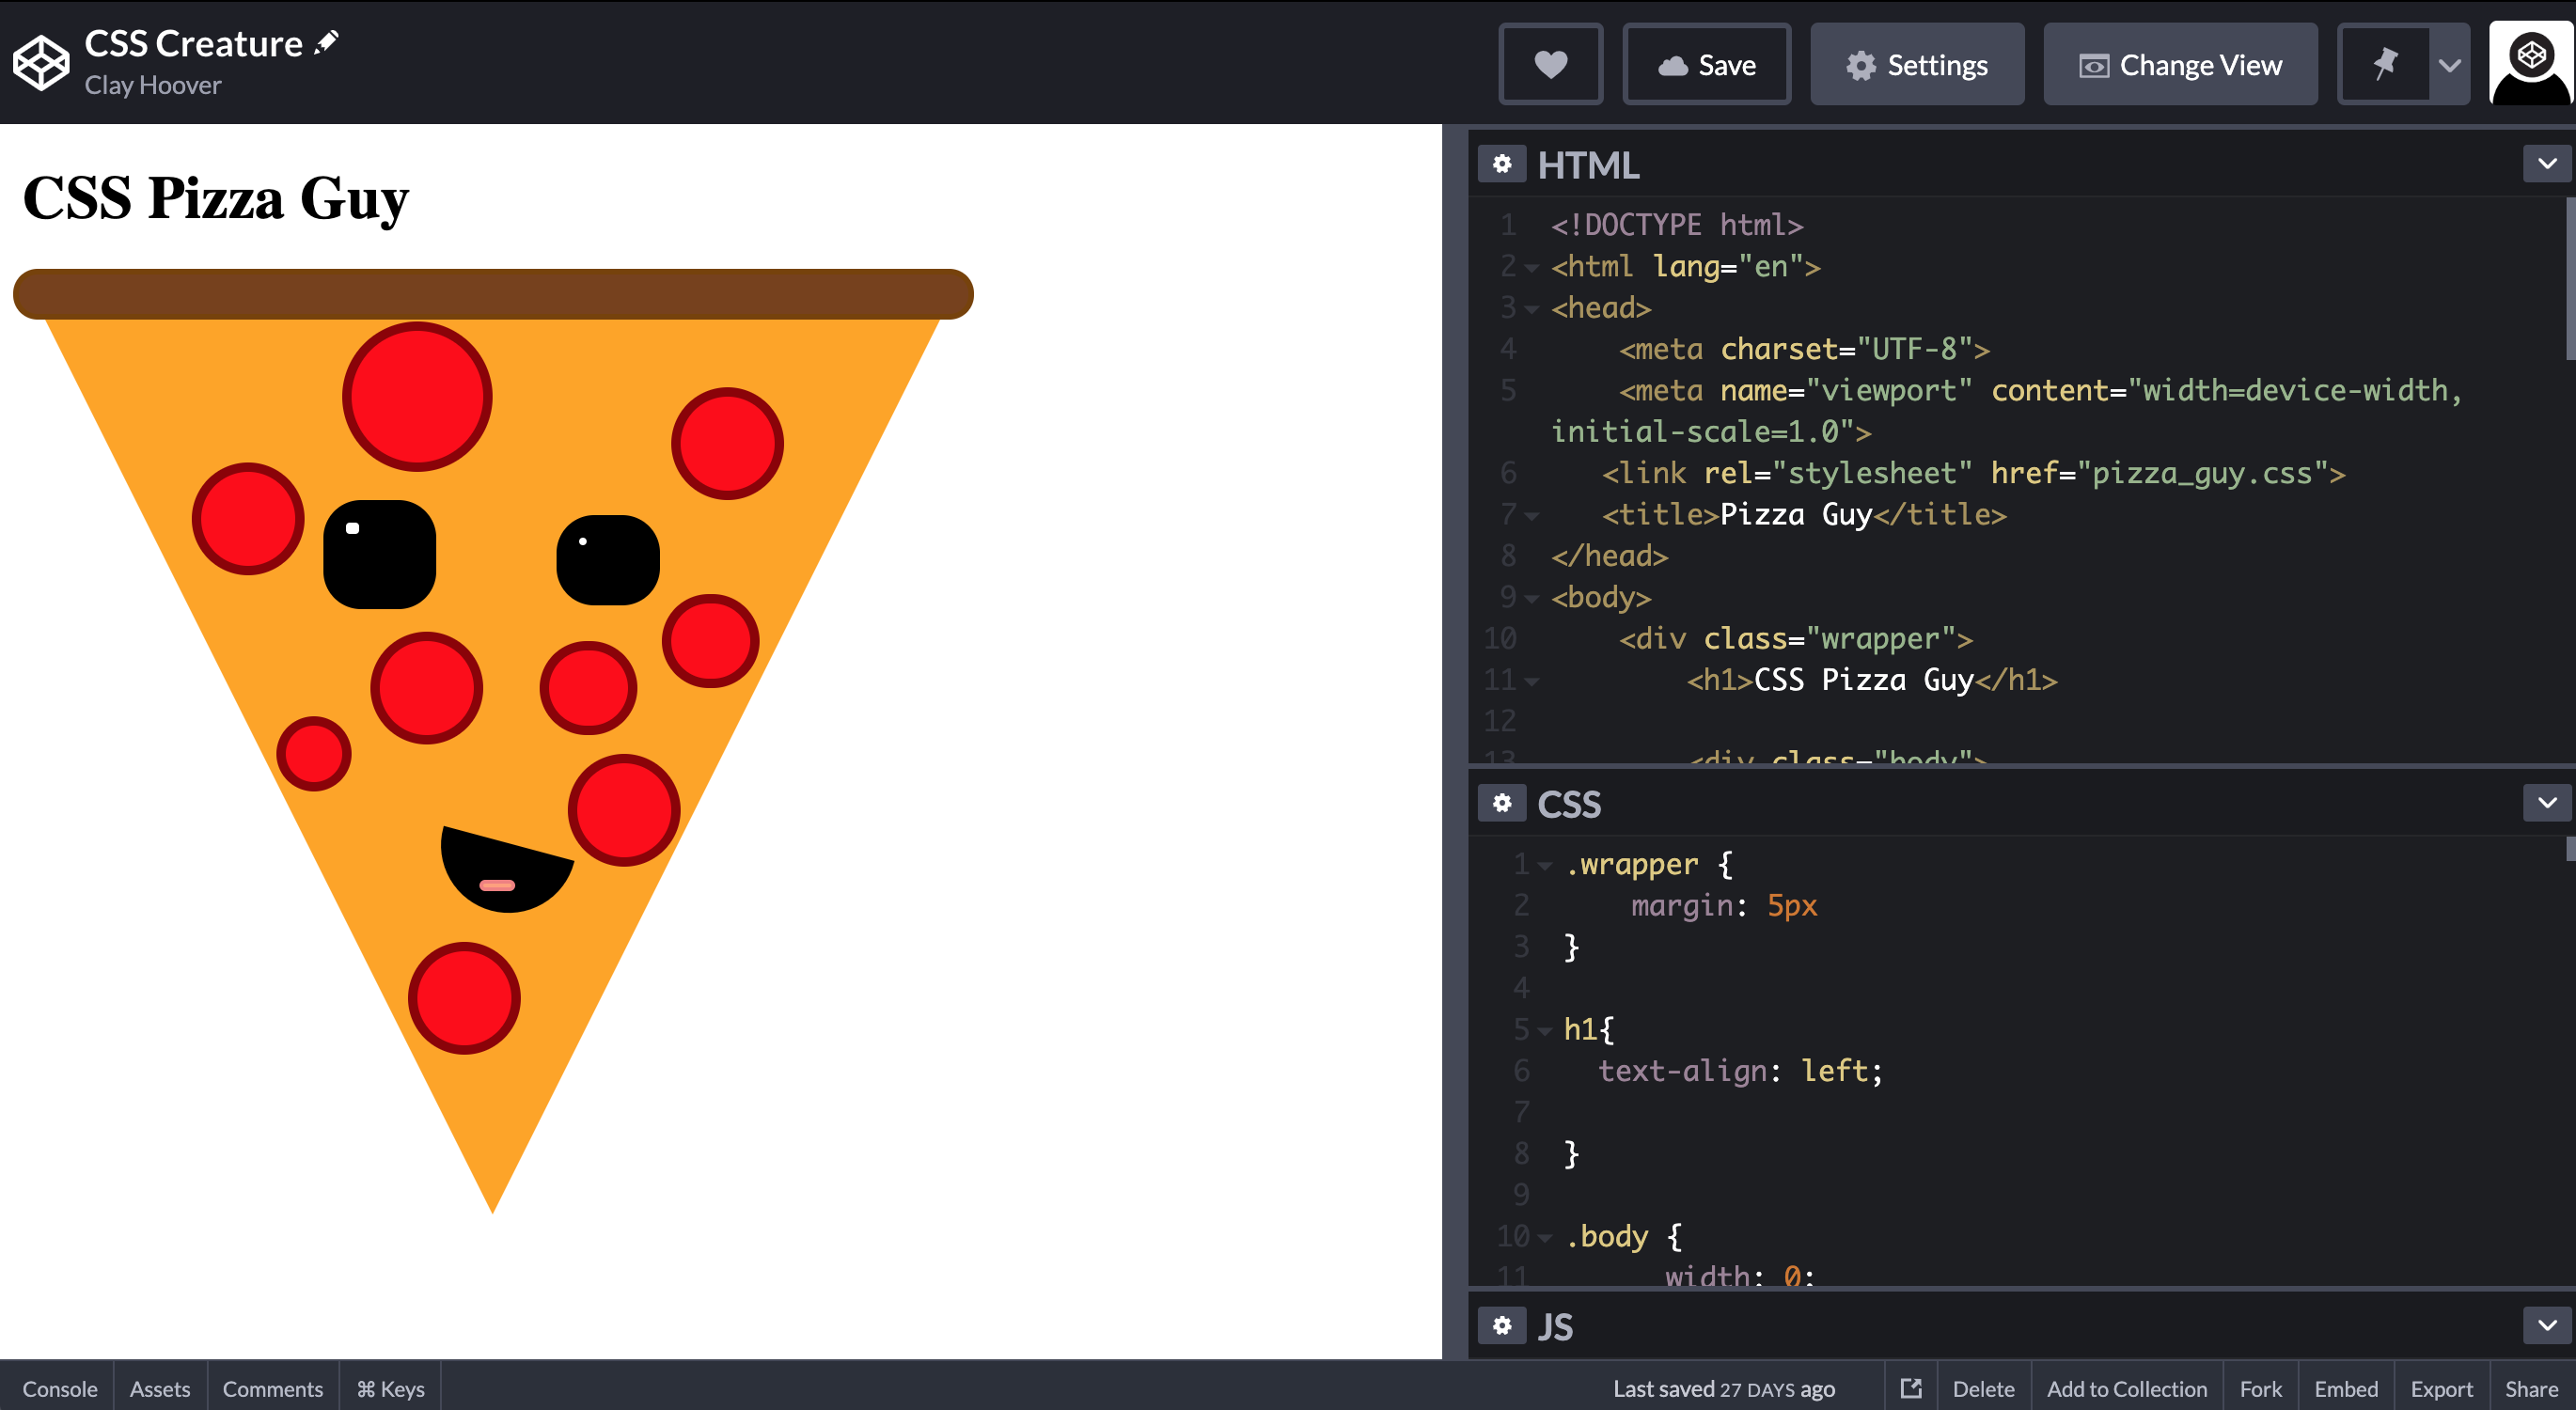 CSS Creature
Clay Hoover
Save
Settings
Change View
CSS Pizza Guy
HTML
1 <!DOCTYPE html>
2 <html lang="en">
3 <head>
4 <meta charset="UTF-8">
5 <meta name="viewport" content="width=device-width,
initial-scale=1.0">
6 <link rel="stylesheet" href="pizza_guy.css">
7 <title>Pizza Guy</title>
8 </head>
9 <body>
10 <div class="wrapper">
11 <h1>CSS Pizza Guy</h1>
12
13 <div class="body">
CSS
1 .wrapper {
2 margin: 5px
3 }
4
5 h1{
6 text-align: left;
7
8 }
9
10 .body {
11 width: 0;
JS
Console
Assets
Comments
⌘ Keys
Last saved 27 DAYS ago
Delete
Add to Collection
Fork
Embed
Export
Share